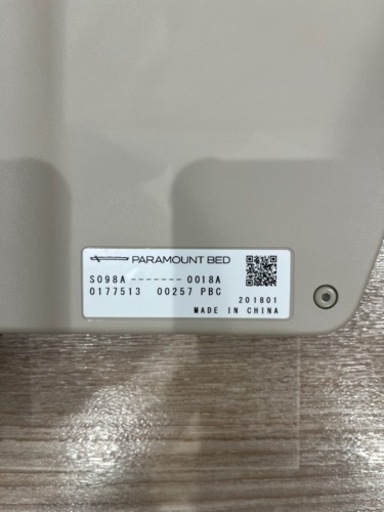 PARAMOUNT BED
S098A-------0018A
0177513 00257 PBC
201801
MADE IN CHINA